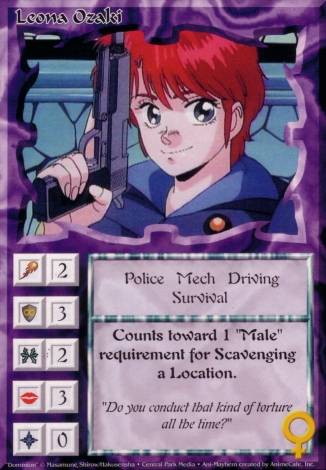 Leona Ozaki
2
3
2
3
0
Police Mech Driving
Survival
Counts toward 1 "Male"
requirement for Scavenging
a Location.
"Do you conduct that kind of torture
all the time?"
Dominion © Masamune Shirow/Hakusensha • Central Park Media • Ani-Mayhem created by AnimeCafe, Inc